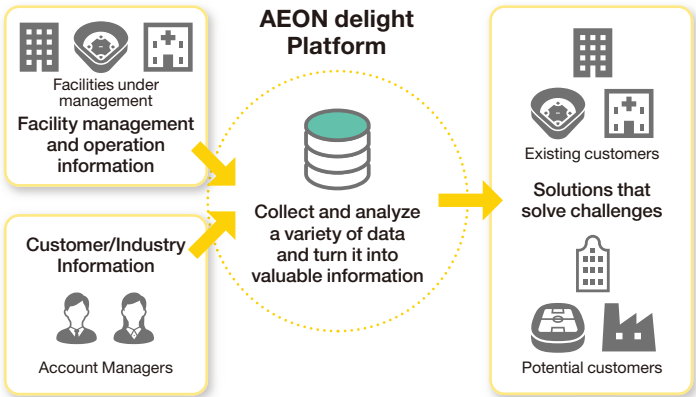 AEON delight
Platform
Facilities under
management
Facility management
and operation
information
Customer/Industry
Information
Account Managers
Collect and analyze
a variety of data
and turn it into
valuable information
Existing customers
Solutions that
solve challenges
Potential customers